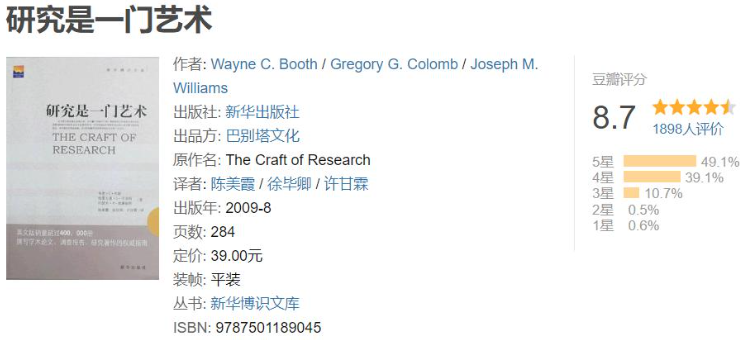 研究是一门艺术
研究是一门艺术
THE CRAFT OF
RESEARCH
作者: Wayne C. Booth / Gregory G. Colomb / Joseph M.
Williams
出版社: 新华出版社
出品方: 巴别塔文化
原作名: The Craft of Research
译者: 陈美霞 / 徐毕卿 / 许甘霖
出版年: 2009-8
页数: 284
定价: 39.00元
装帧: 平装
丛书: 新华博识文库
ISBN: 9787501189045
豆瓣评分
8.7
1898人评价
5星 49.1%
4星 39.1%
3星 10.7%
2星 0.5%
1星 0.6%